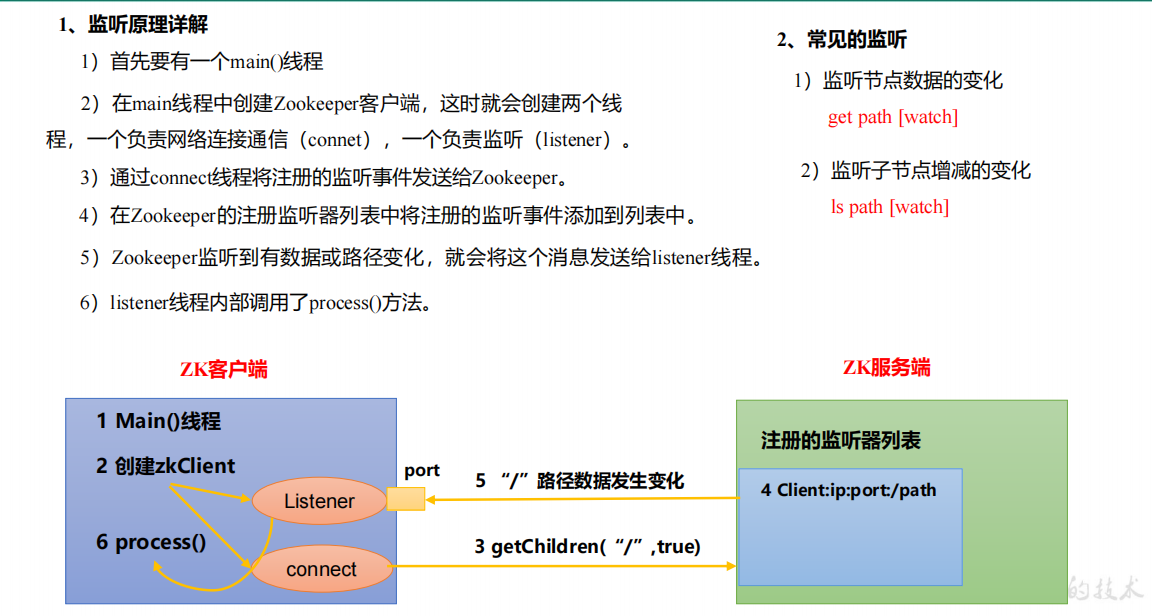 1、监听原理详解
1）首先要有一个main()线程
2）在main线程中创建Zookeeper客户端，这时就会创建两个线
程，一个负责网络连接通信（connet），一个负责监听（listener）。
3）通过connect线程将注册的监听事件发送给Zookeeper。
4）在Zookeeper的注册监听器列表中将注册的监听事件添加到列表中。
5）Zookeeper监听到有数据或路径变化，就会将这个消息发送给listener线程。
6）listener线程内部调用了process()方法。
2、常见的监听
1）监听节点数据的变化
get path [watch]
2）监听子节点增减的变化
ls path [watch]
ZK客户端
1 Main()线程
2 创建zkClient
Listener
6 process()
connect
port
5 “/”路径数据发生变化
3 getChildren(“/”,true)
ZK服务端
注册的监听器列表
4 Client:ip:port:/path
的技术